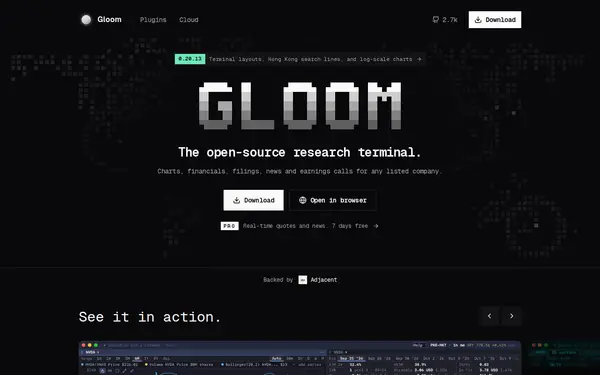 Gloom Plugins Cloud 2.7k Download
0.20.13 Terminal layouts, Hong Kong search lines, and log-scale charts →
GLOOM
The open-source research terminal.
Charts, financials, filings, news and earnings calls for any listed company.
Download Open in browser
PRO Real-time quotes and news. 7 days free →
Backed by Adjacent
See it in action.